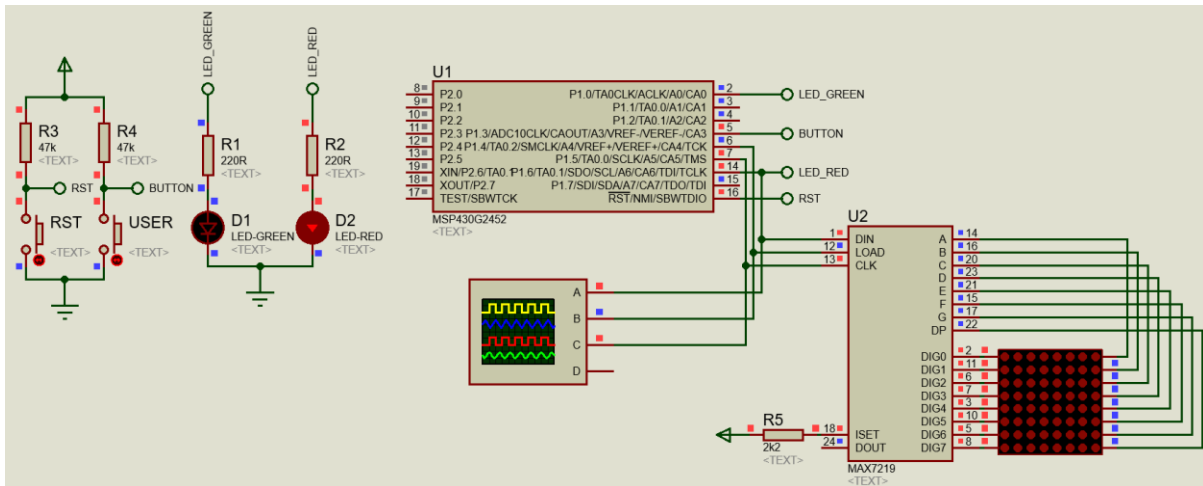 LED_GREEN
LED_RED
R3
47k
<TEXT>
R4
47k
<TEXT>
RST
BUTTON
RST
<TEXT>
USER
<TEXT>
R1
220R
<TEXT>
R2
220R
<TEXT>
D1
LED-GREEN
<TEXT>
D2
LED-RED
<TEXT>
U1
8 P2.0 P1.0/TA0CLK/ACLK/A0/CA0 2 LED_GREEN
9 P2.1 P1.1/TA0.0/A1/CA1 3
10 P2.2 P1.2/TA0.1/A2/CA2 4
11 P2.3 P1.3/ADC10CLK/CAOUT/A3/VREF-/VEREF-/CA3 5 BUTTON
12 P2.4 P1.4/TA0.2/SMCLK/A4/VREF+/VEREF+/CA4/TCK 6
13 P2.5 P1.5/TA0.0/SCLK/A5/CA5/TMS 7
19 XIN/P2.6/TA0.1 P1.6/TA0.1/SDO/SCL/A6/CA6/TDI/TCLK 14 LED_RED
18 XOUT/P2.7 P1.7/SDI/SDA/A7/CA7/TDO/TDI 15
17 TEST/SBWTCK RST/NMI/SBWTDIO 16 RST
MSP430G2452
<TEXT>
A
B
C
D
U2
1 DIN A 14
12 LOAD B 16
13 CLK C 20
D 23
E 21
F 15
G 17
DP 22
DIG0 2
DIG1 11
DIG2 6
DIG3 7
DIG4 3
DIG5 10
18 ISET DIG6 5
24 DOUT DIG7 8
MAX7219
<TEXT>
R5
2k2
<TEXT>